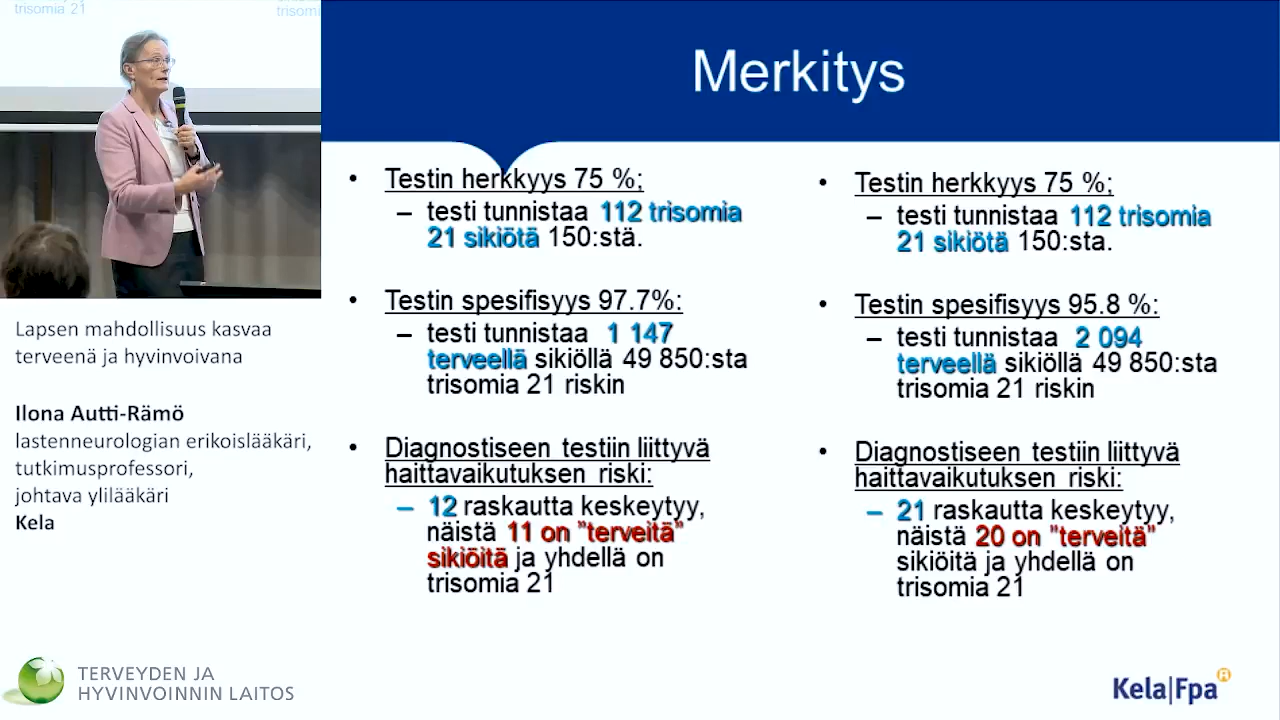 trisomia 21
trisomi
Merkitys
• Testin herkkyys 75 %;
– testi tunnistaa 112 trisomia
21 sikiötä 150:stä.
• Testin spesifisyys 97.7%:
– testi tunnistaa 1 147
terveellä sikiöllä 49 850:sta
trisomia 21 riskin
• Diagnostiseen testiin liittyvä
haittavaikutuksen riski:
– 12 raskautta keskeytyy,
näistä 11 on ”terveitä”
sikiöitä ja yhdellä on
trisomia 21
• Testin herkkyys 75 %;
– testi tunnistaa 112 trisomia
21 sikiötä 150:sta.
• Testin spesifisyys 95.8 %:
– testi tunnistaa 2 094
terveellä sikiöllä 49 850:sta
trisomia 21 riskin
• Diagnostiseen testiin liittyvä
haittavaikutuksen riski:
– 21 raskautta keskeytyy,
näistä 20 on ”terveitä”
sikiöitä ja yhdellä on
trisomia 21
Lapsen mahdollisuus kasvaa
terveenä ja hyvinvoivana
Ilona Autti-Rämö
lastenneurologian erikoislääkäri,
tutkimusprofessori,
johtava ylilääkäri
Kela
TERVEYDEN JA
HYVINVOINNIN LAITOS
Kela|Fpa